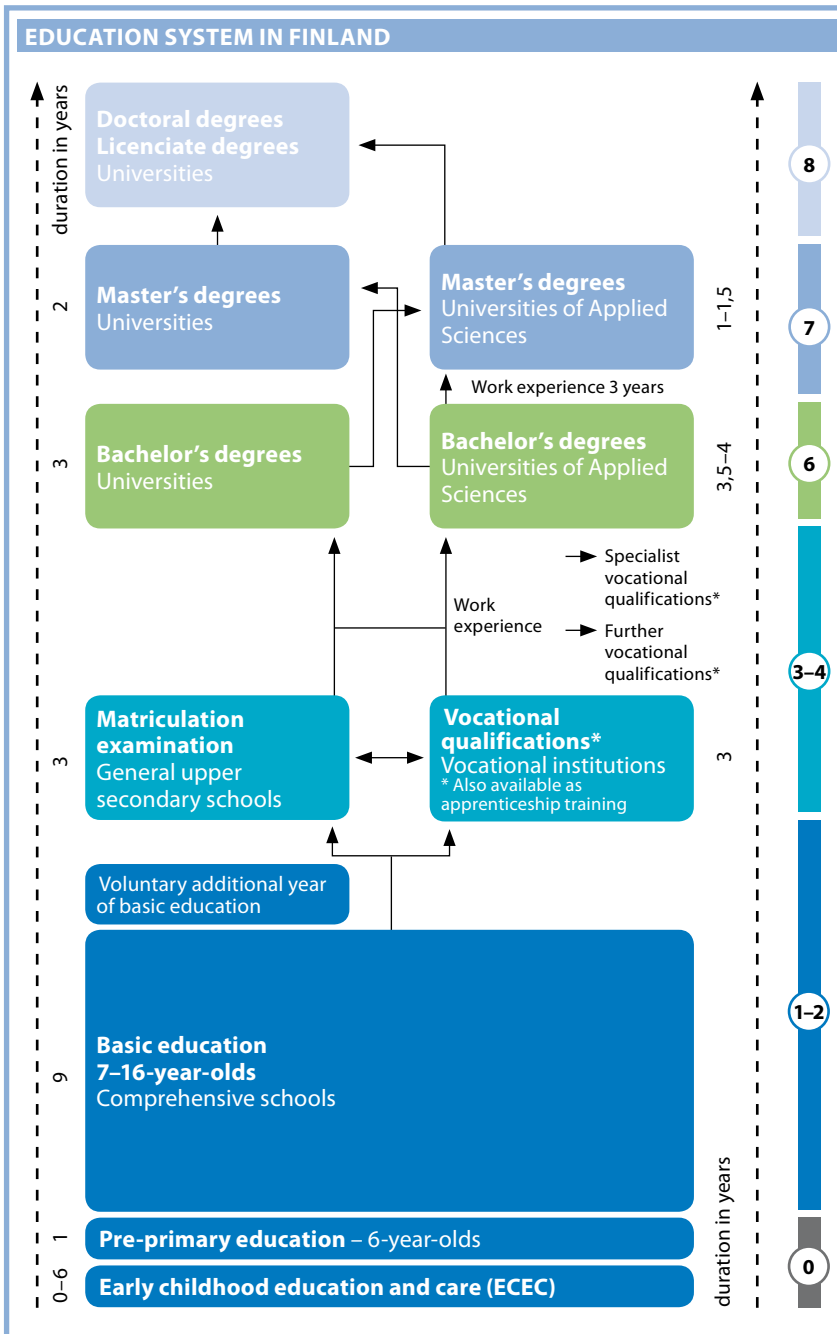 EDUCATION SYSTEM IN FINLAND
duration in years
Doctoral degrees
Licenciate degrees
Universities
8
2
Master's degrees
Universities
Master's degrees
Universities of Applied
Sciences
1–1,5
7
Work experience 3 years
3
Bachelor's degrees
Universities
Bachelor's degrees
Universities of Applied
Sciences
3,5–4
6
Work
experience
Specialist
vocational
qualifications*
Further
vocational
qualifications*
3–4
3
Matriculation
examination
General upper
secondary schools
Vocational
qualifications*
Vocational institutions
* Also available as
apprenticeship training
3
Voluntary additional year
of basic education
9
Basic education
7–16-year-olds
Comprehensive schools
1–2
1
Pre-primary education – 6-year-olds
0–6
Early childhood education and care (ECEC)
duration in years
0